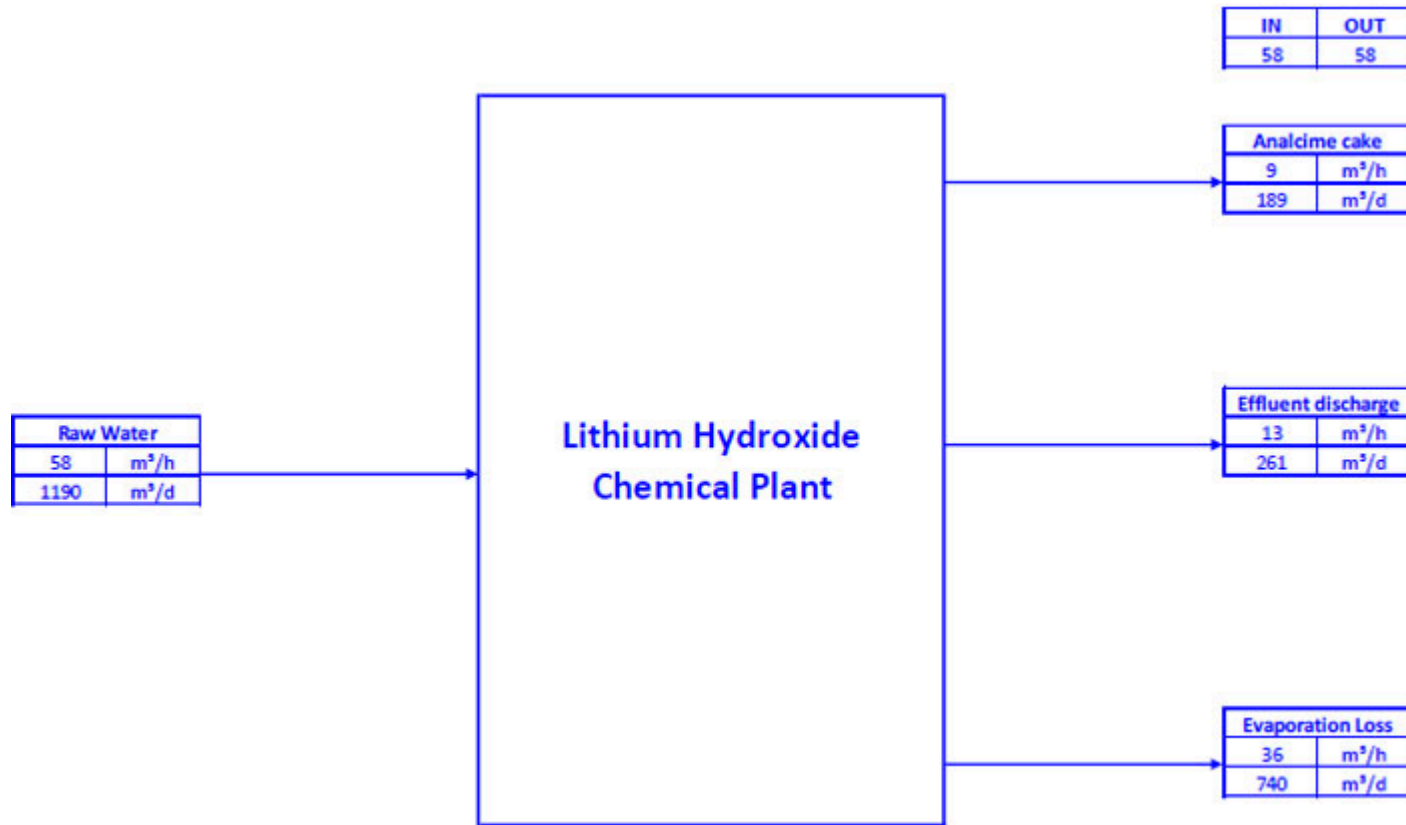 IN OUT
58 58
Analcime cake
9 m³/h
189 m³/d
Raw Water
58 m³/h
1190 m³/d
Lithium Hydroxide
Chemical Plant
Effluent discharge
13 m³/h
261 m³/d
Evaporation Loss
36 m³/h
740 m³/d